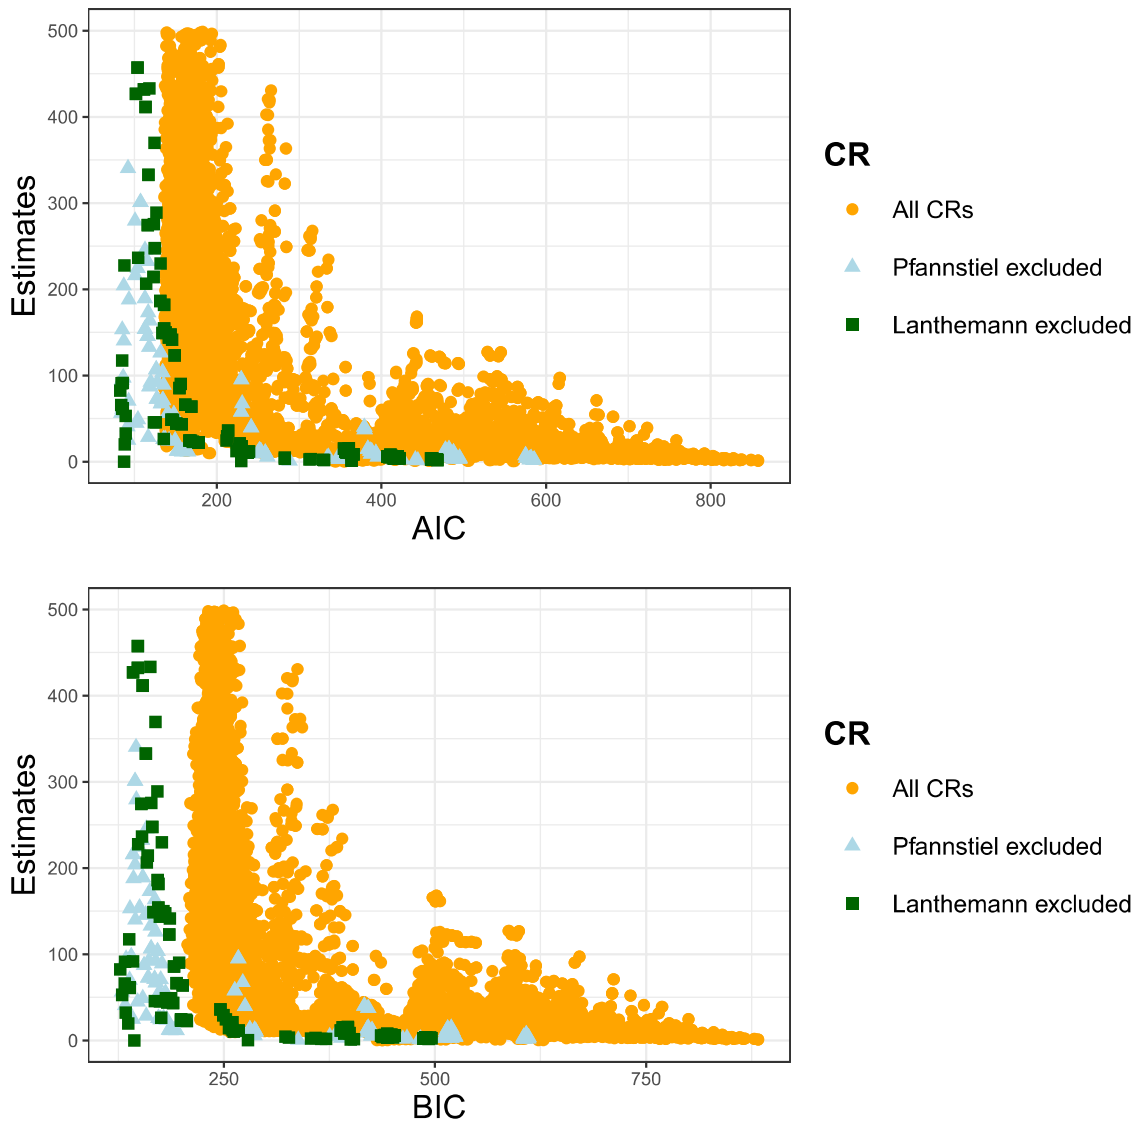 500
400
300
200
100
0
Estimates
200
400
600
800
AIC
CR
All CRs
Pfannstiel excluded
Lanthemann excluded
500
400
300
200
100
0
Estimates
250
500
750
BIC
CR
All CRs
Pfannstiel excluded
Lanthemann excluded